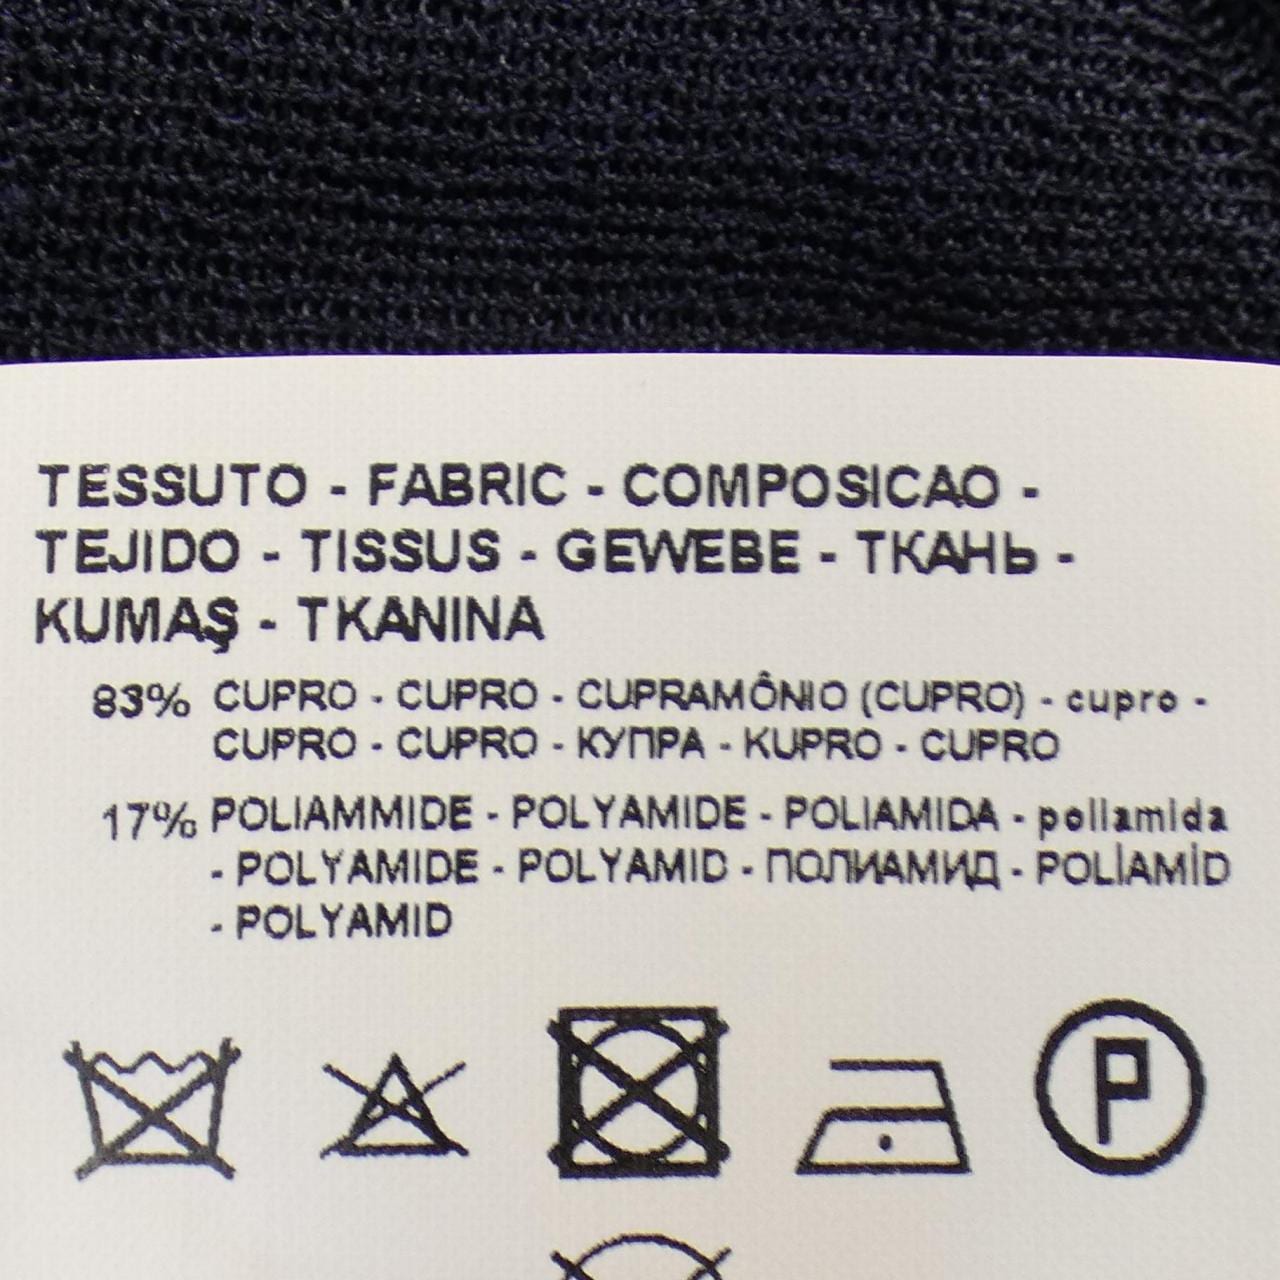 TESSUTO - FABRIC - COMPOSICAO -
TEJIDO - TISSUS - GEWEBE - ТКАНЬ -
KUMAŞ - TKANINA
83% CUPRO - CUPRO - CUPRAMÔNIO (CUPRO) - cupro -
CUPRO - CUPRO - КУПРА - KUPRO - CUPRO
17% POLIAMMIDE - POLYAMIDE - POLIAMIDA - poliamida
- POLYAMIDE - POLYAMID - ПОЛИАМИД - POLİAMİD
- POLYAMID
P